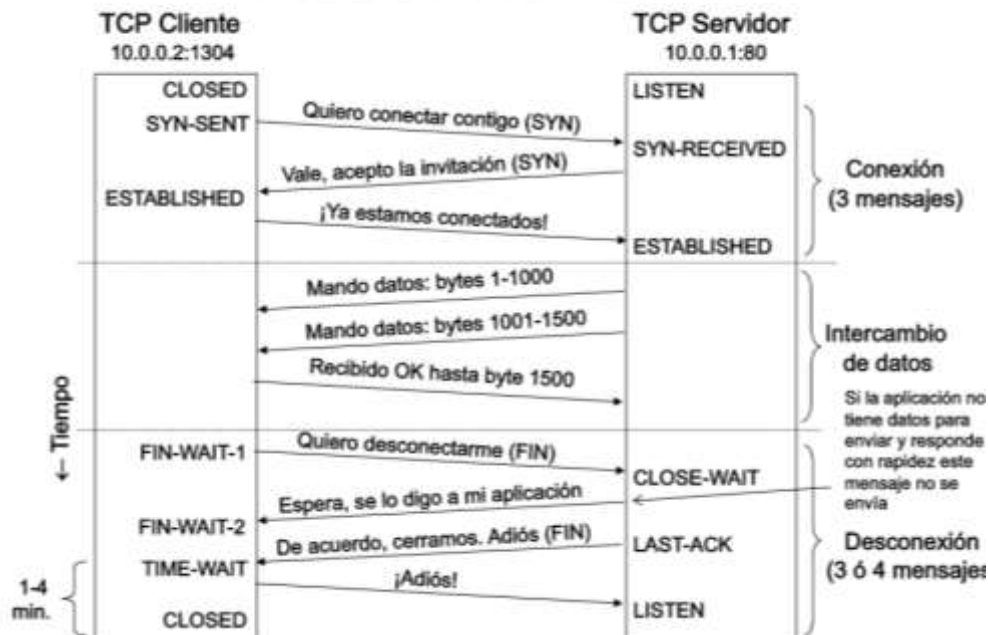 TCP Cliente
10.0.0.2:1304
TCP Servidor
10.0.0.1:80
CLOSED
LISTEN
SYN-SENT
Quiero conectar contigo (SYN)
SYN-RECEIVED
Vale, acepto la invitación (SYN)
ESTABLISHED
¡Ya estamos conectados!
ESTABLISHED
Conexión
(3 mensajes)
Mando datos: bytes 1-1000
Mando datos: bytes 1001-1500
Recibido OK hasta byte 1500
Intercambio
de datos
← Tiempo
Si la aplicación no
tiene datos para
enviar y responde
con rapidez este
mensaje no se
envía
FIN-WAIT-1
Quiero desconectarme (FIN)
CLOSE-WAIT
Espera, se lo digo a mi aplicación
FIN-WAIT-2
De acuerdo, cerramos. Adiós (FIN)
LAST-ACK
TIME-WAIT
¡Adiós!
LISTEN
CLOSED
1-4
min.
Desconexión
(3 ó 4 mensajes